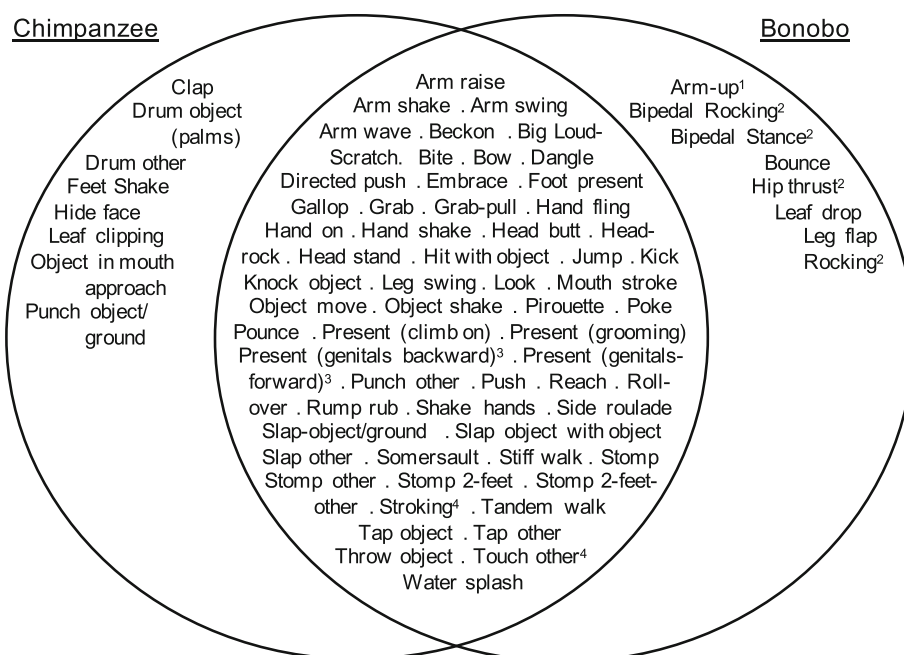 Chimpanzee
Bonobo
Clap
Drum object
(palms)
Drum other
Feet Shake
Hide face
Leaf clipping
Object in mouth
approach
Punch object/
ground
Arm raise
Arm shake . Arm swing
Arm wave . Beckon . Big Loud-
Scratch. Bite . Bow . Dangle
Directed push . Embrace . Foot present
Gallop . Grab . Grab-pull . Hand fling
Hand on . Hand shake . Head butt . Head-
rock . Head stand . Hit with object . Jump . Kick
Knock object . Leg swing . Look . Mouth stroke
Object move . Object shake . Pirouette . Poke
Pounce . Present (climb on) . Present (grooming)
Present (genitals backward)³ . Present (genitals-
forward)³ . Punch other . Push . Reach . Roll-
over . Rump rub . Shake hands . Side roulade
Slap-object/ground . Slap object with object
Slap other . Somersault . Stiff walk . Stomp
Stomp other . Stomp 2-feet . Stomp 2-feet-
other . Stroking⁴ . Tandem walk
Tap object . Tap other
Throw object . Touch other⁴
Water splash
Arm-up¹
Bipedal Rocking²
Bipedal Stance²
Bounce
Hip thrust²
Leaf drop
Leg flap
Rocking²